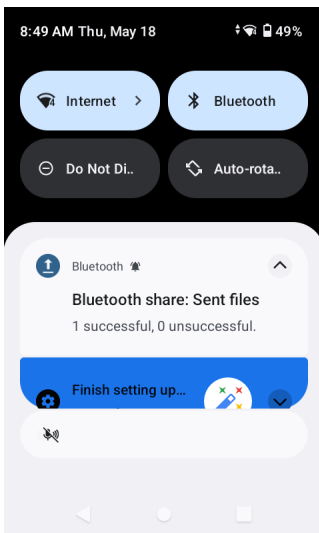 8:49 AM Thu, May 18
49%
Internet
Bluetooth
Do Not Di..
Auto-rota..
Bluetooth
Bluetooth share: Sent files
1 successful, 0 unsuccessful.
Finish setting up...